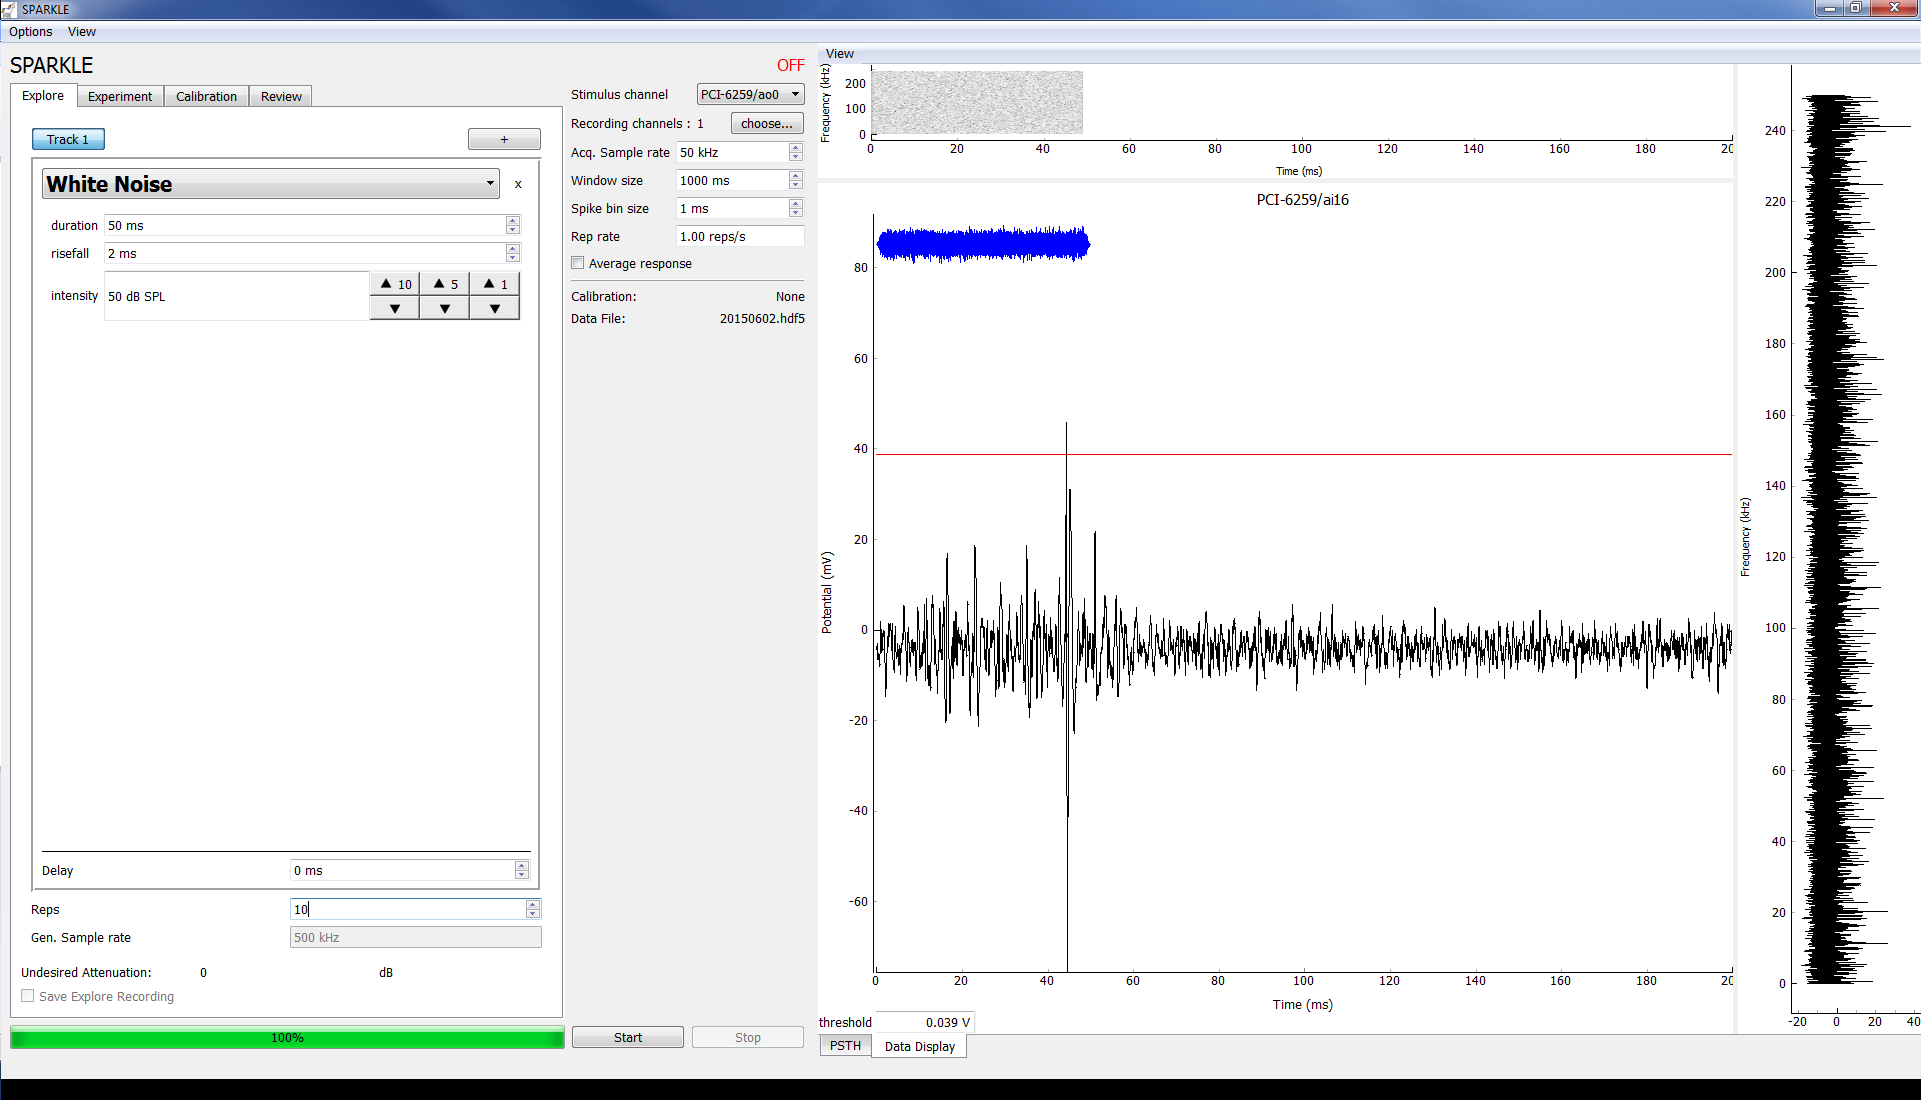 SPARKLE
Options View
SPARKLE OFF
Explore Experiment Calibration Review
Track 1 +
White Noise x
duration 50 ms
risefall 2 ms
intensity 50 dB SPL ▲ 10 ▲ 5 ▲ 1
▼ ▼ ▼
Delay 0 ms
Reps 10
Gen. Sample rate 500 kHz
Undesired Attenuation: 0 dB
Save Explore Recording
100%
Stimulus channel PCI-6259/ao0
Recording channels : 1 choose...
Acq. Sample rate 50 kHz
Window size 1000 ms
Spike bin size 1 ms
Rep rate 1.00 reps/s
Average response
Calibration: None
Data File: 20150602.hdf5
Start Stop
View
Frequency (kHz)
200
100
0
0 20 40 60 80 100 120 140 160 180 20
Time (ms)
PCI-6259/ai16
Potential (mV)
80
60
40
20
0
-20
-40
-60
0 20 40 60 80 100 120 140 160 180 20
Time (ms)
threshold 0.039 V
PSTH Data Display
Frequency (kHz)
240
220
200
180
160
140
120
100
80
60
40
20
0
-20 0 20 40